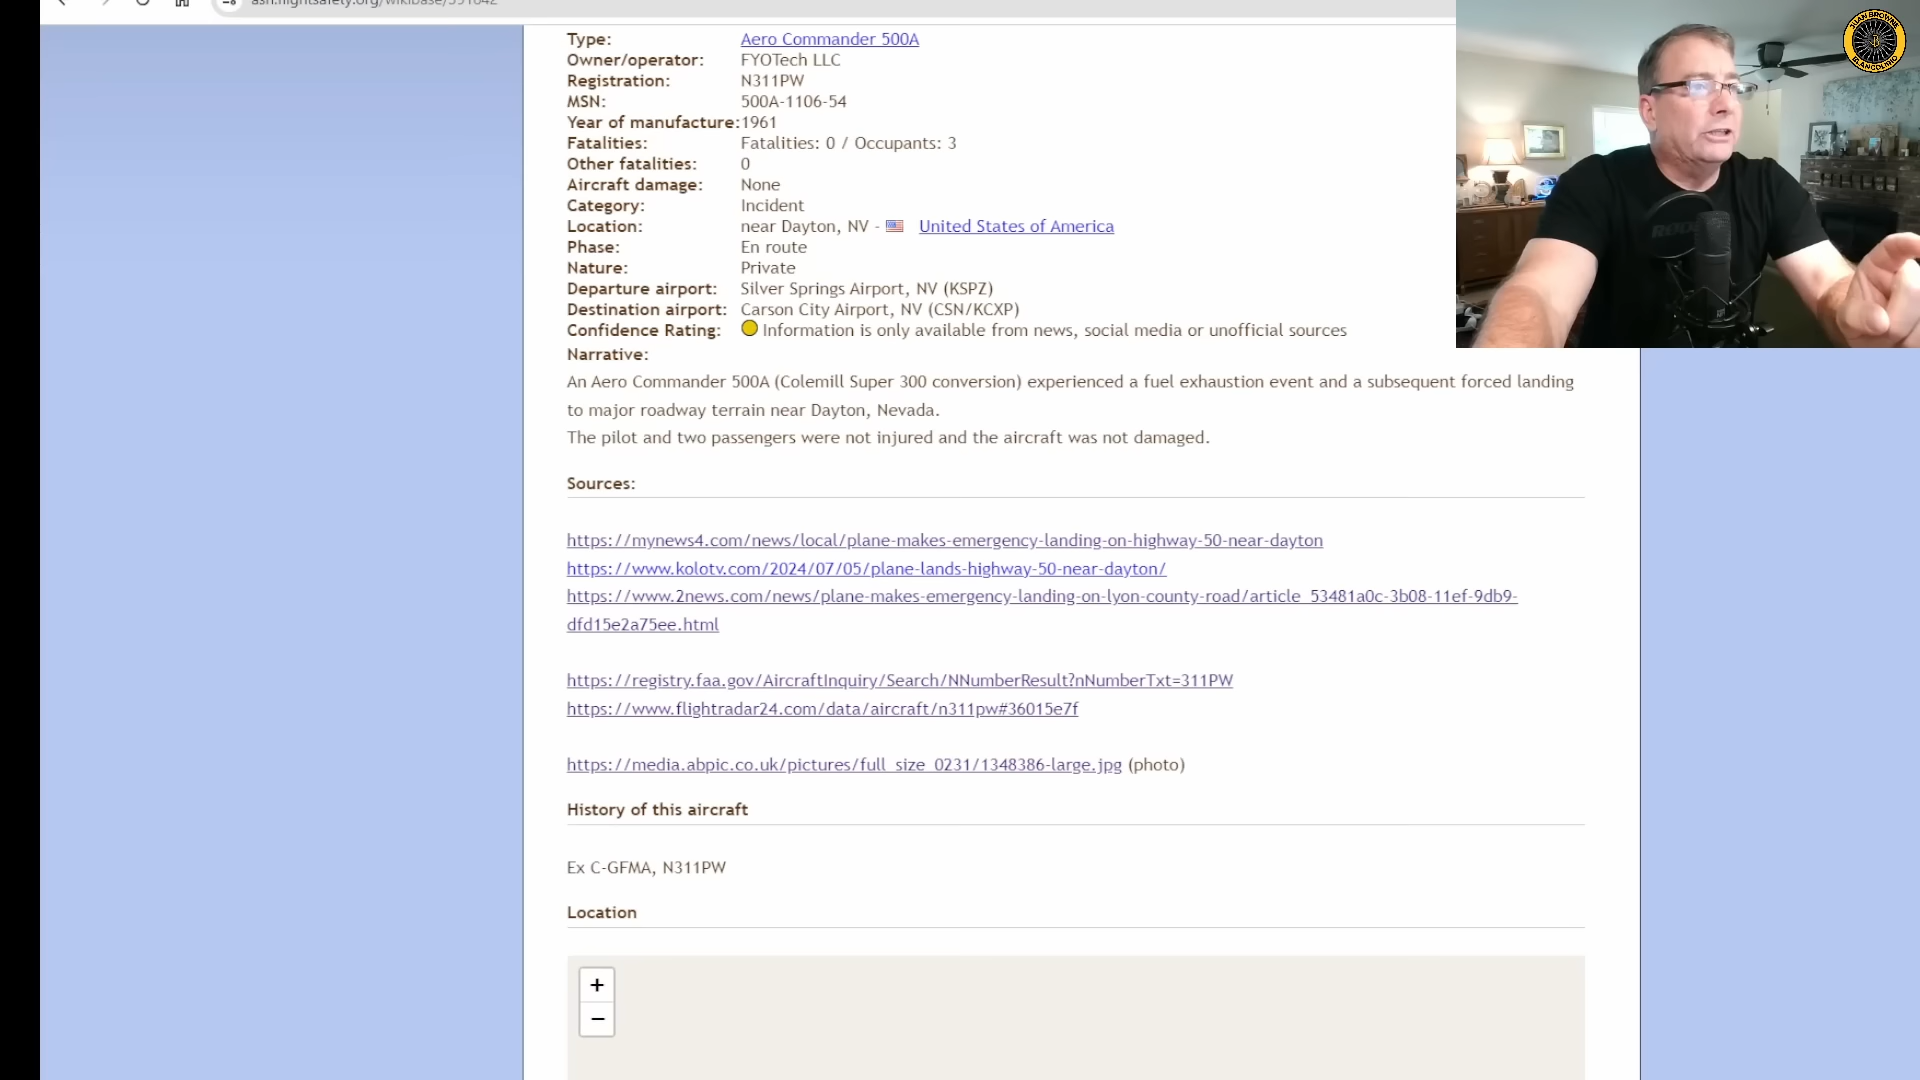 Type: Aero Commander 500A
Owner/operator: FYOTech LLC
Registration: N311PW
MSN: 500A-1106-54
Year of manufacture: 1961
Fatalities: Fatalities: 0 / Occupants: 3
Other fatalities: 0
Aircraft damage: None
Category: Incident
Location: near Dayton, NV - United States of America
Phase: En route
Nature: Private
Departure airport: Silver Springs Airport, NV (KSPZ)
Destination airport: Carson City Airport, NV (CSN/KCXP)
Confidence Rating: Information is only available from news, social media or unofficial sources
Narrative:
An Aero Commander 500A (Colemill Super 300 conversion) experienced a fuel exhaustion event and a subsequent forced landing
to major roadway terrain near Dayton, Nevada.
The pilot and two passengers were not injured and the aircraft was not damaged.
Sources:
https://mynews4.com/news/local/plane-makes-emergency-landing-on-highway-50-near-dayton
https://www.kolotv.com/2024/07/05/plane-lands-highway-50-near-dayton/
https://www.2news.com/news/plane-makes-emergency-landing-on-lyon-county-road/article_53481a0c-3b08-11ef-9db9-
dfd15e2a75ee.html
https://registry.faa.gov/AircraftInquiry/Search/NNumberResult?nNumberTxt=311PW
https://www.flightradar24.com/data/aircraft/n311pw#36015e7f
https://media.abpic.co.uk/pictures/full_size_0231/1348386-large.jpg (photo)
History of this aircraft
Ex C-GFMA, N311PW
Location
+
−
JUAN BROWNE
BLANCOLIRIO